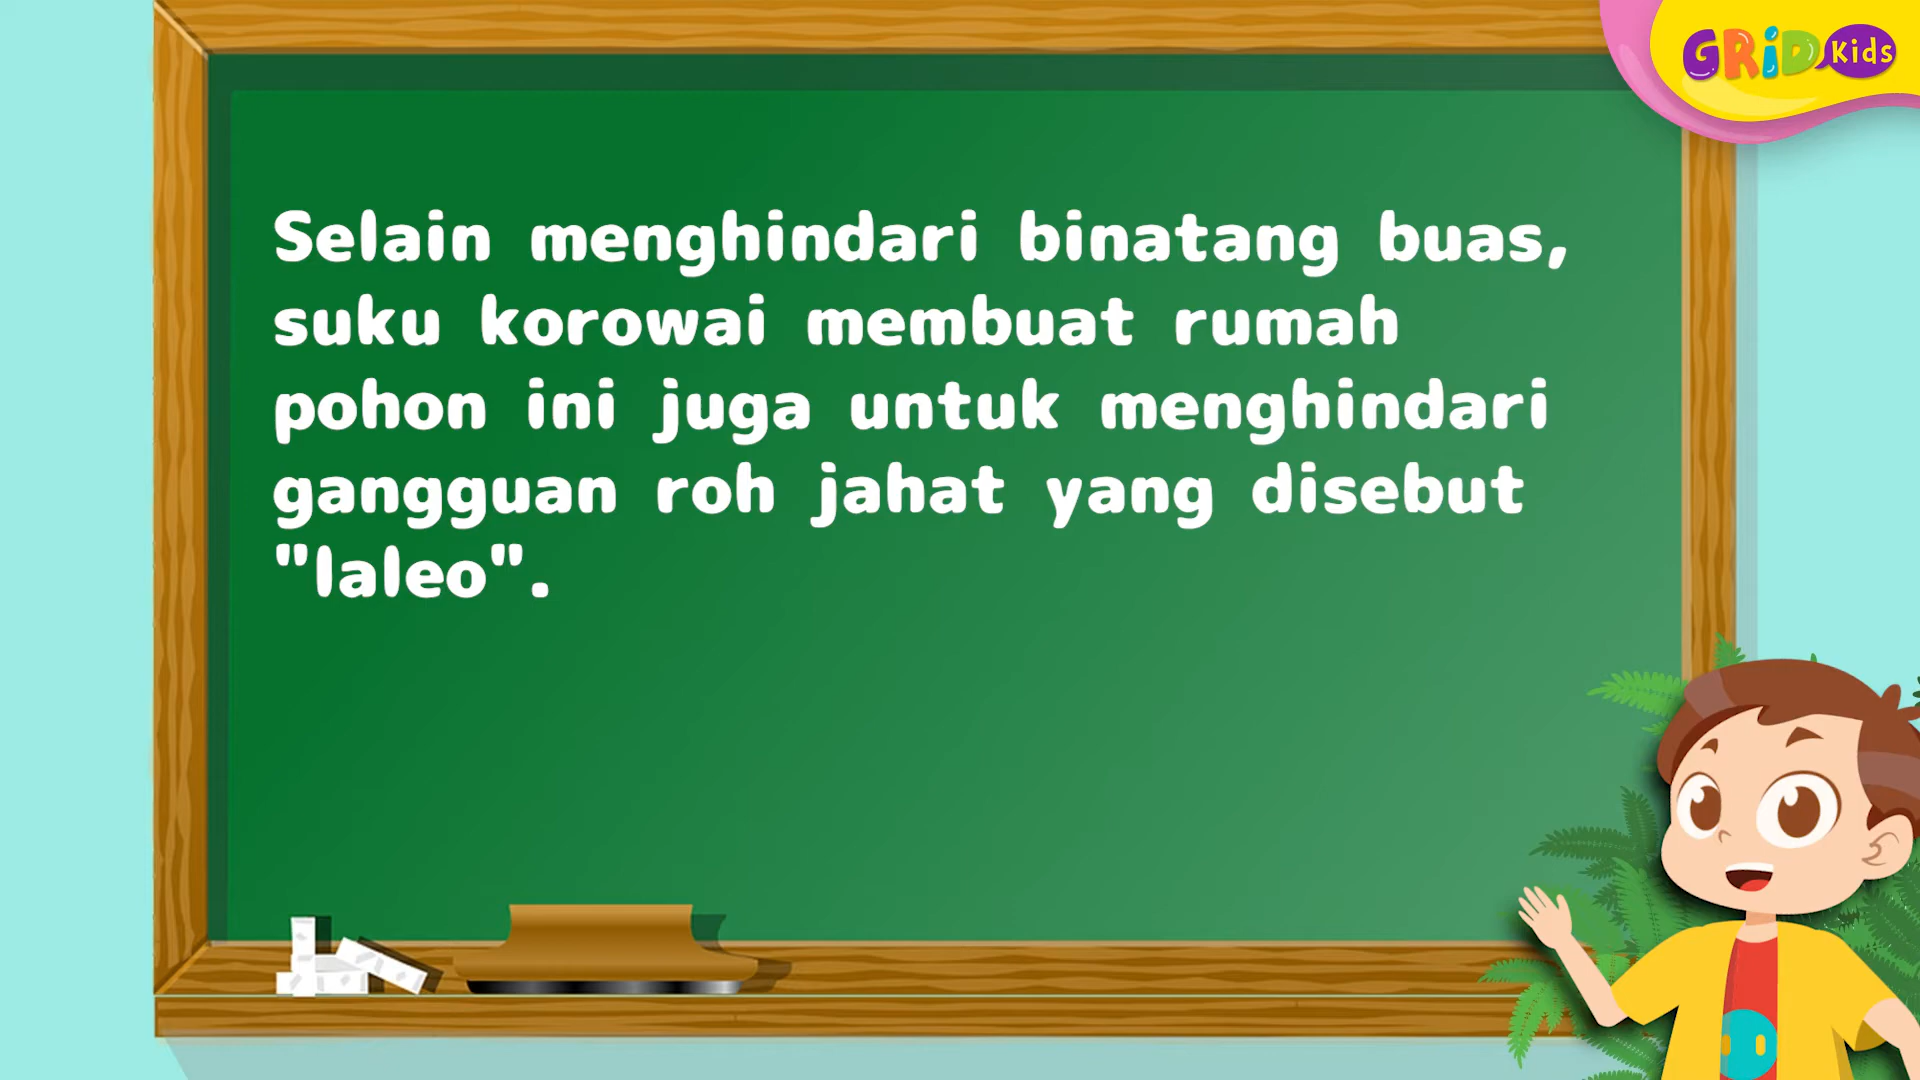 GRiD Kids
Selain menghindari binatang buas,
suku korowai membuat rumah
pohon ini juga untuk menghindari
gangguan roh jahat yang disebut
"laleo".